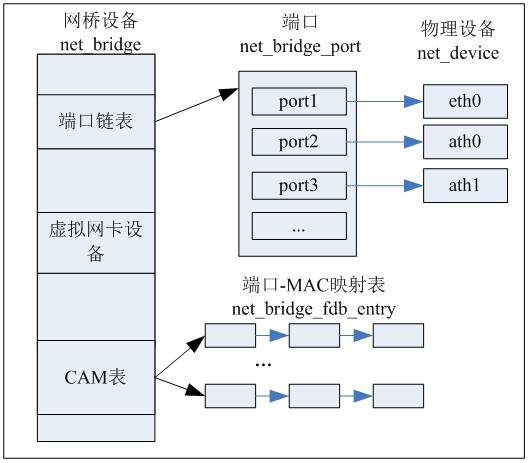 网桥设备
net_bridge
端口
net_bridge_port
物理设备
net_device
端口链表
port1
eth0
port2
ath0
port3
ath1
...
虚拟网卡设
备
端口-MAC映射表
net_bridge_fdb_entry
...
CAM表